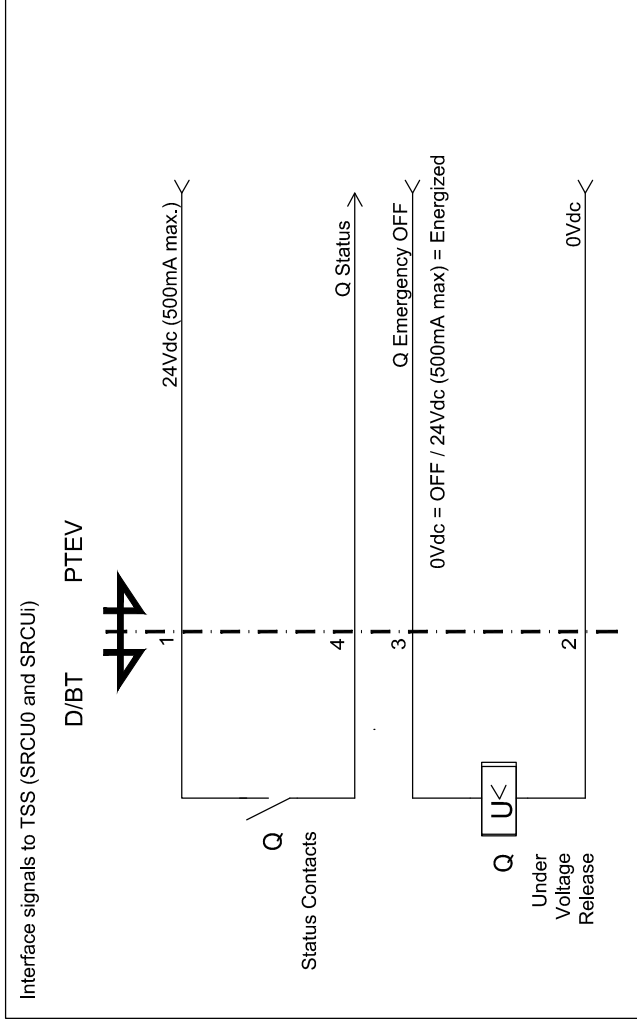 Interface signals to TSS (SRCU0 and SRCUi)
D/BT
PTEV
1
24Vdc (500mA max.)
Q
Status Contacts
4
Q Status
3
Q Emergency OFF
0Vdc = OFF / 24Vdc (500mA max) = Energized
Q
U<
Under
Voltage
Release
2
0Vdc